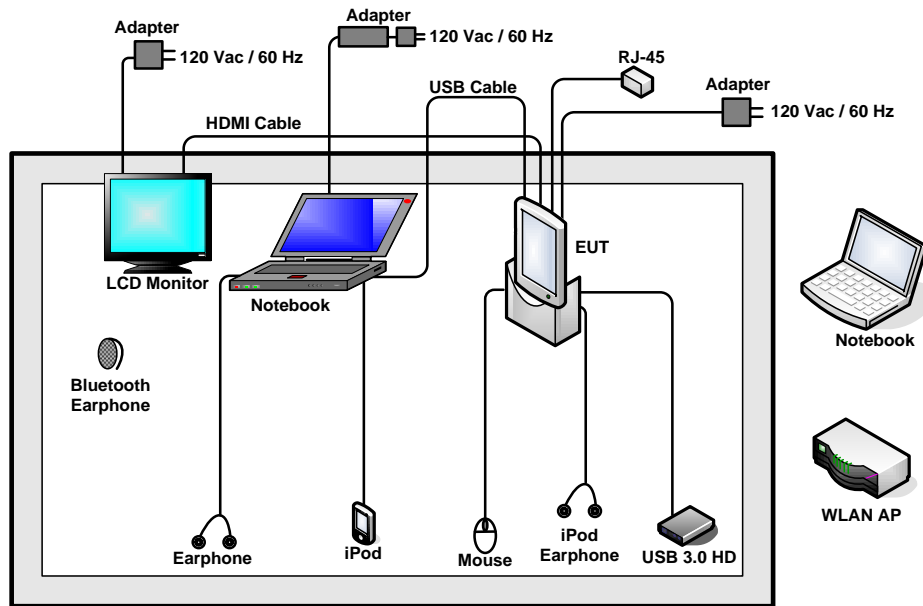 Adapter
120 Vac / 60 Hz
Adapter
120 Vac / 60 Hz
RJ-45
Adapter
120 Vac / 60 Hz
USB Cable
HDMI Cable
LCD Monitor
Notebook
EUT
Notebook
Bluetooth
Earphone
WLAN AP
Earphone
iPod
Mouse
iPod
Earphone
USB 3.0 HD